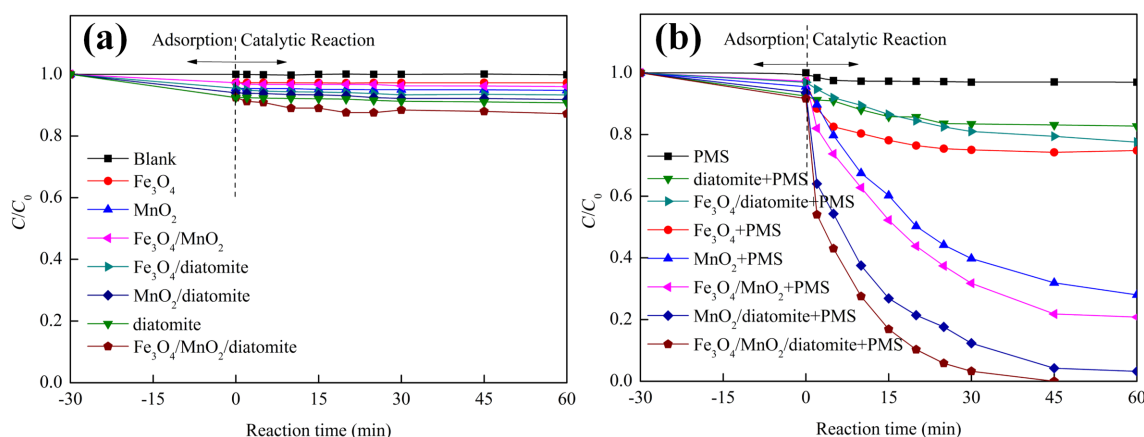 (a)
Adsorption Catalytic Reaction
1.0
0.8
0.6
0.4
0.2
0.0
C/C₀
Blank
Fe₃O₄
MnO₂
Fe₃O₄/MnO₂
Fe₃O₄/diatomite
MnO₂/diatomite
diatomite
Fe₃O₄/MnO₂/diatomite
-30 -15 0 15 30 45 60
Reaction time (min)
(b)
Adsorption Catalytic Reaction
1.0
0.8
0.6
0.4
0.2
0.0
C/C₀
PMS
diatomite+PMS
Fe₃O₄/diatomite+PMS
Fe₃O₄+PMS
MnO₂+PMS
Fe₃O₄/MnO₂+PMS
MnO₂/diatomite+PMS
Fe₃O₄/MnO₂/diatomite+PMS
-30 -15 0 15 30 45 60
Reaction time (min)